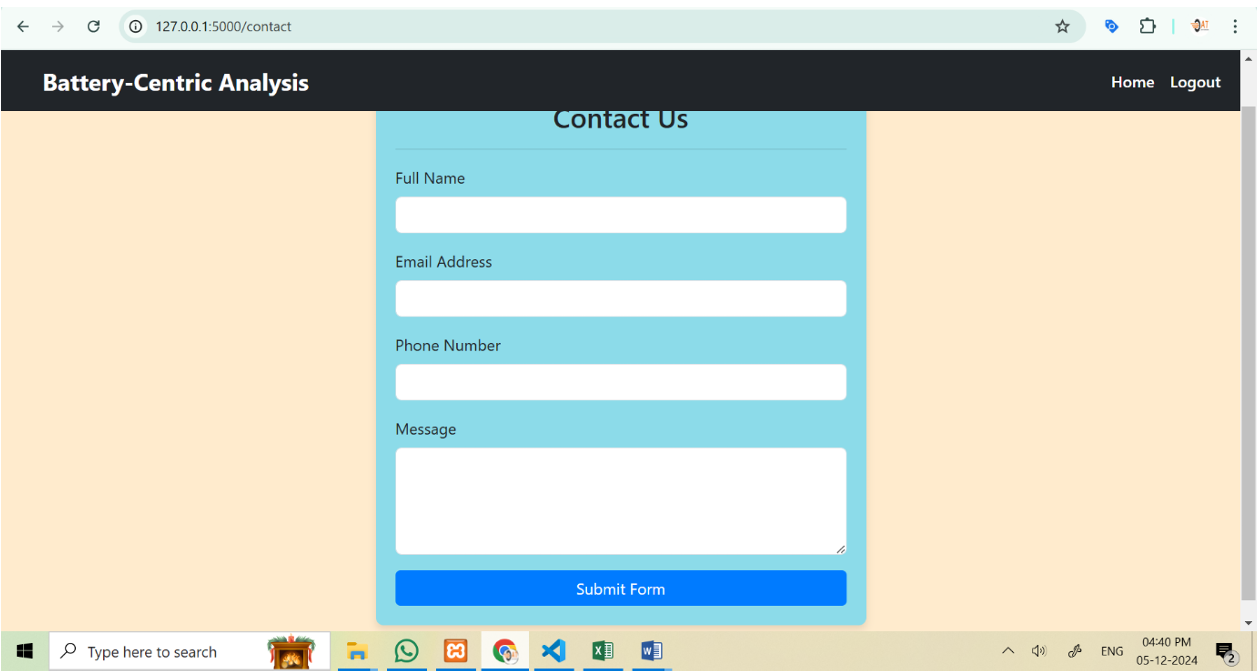 127.0.0.1:5000/contact
Battery-Centric Analysis
Home Logout
Contact Us
Full Name
Email Address
Phone Number
Message
Submit Form
Type here to search
ENG
04:40 PM
05-12-2024
2